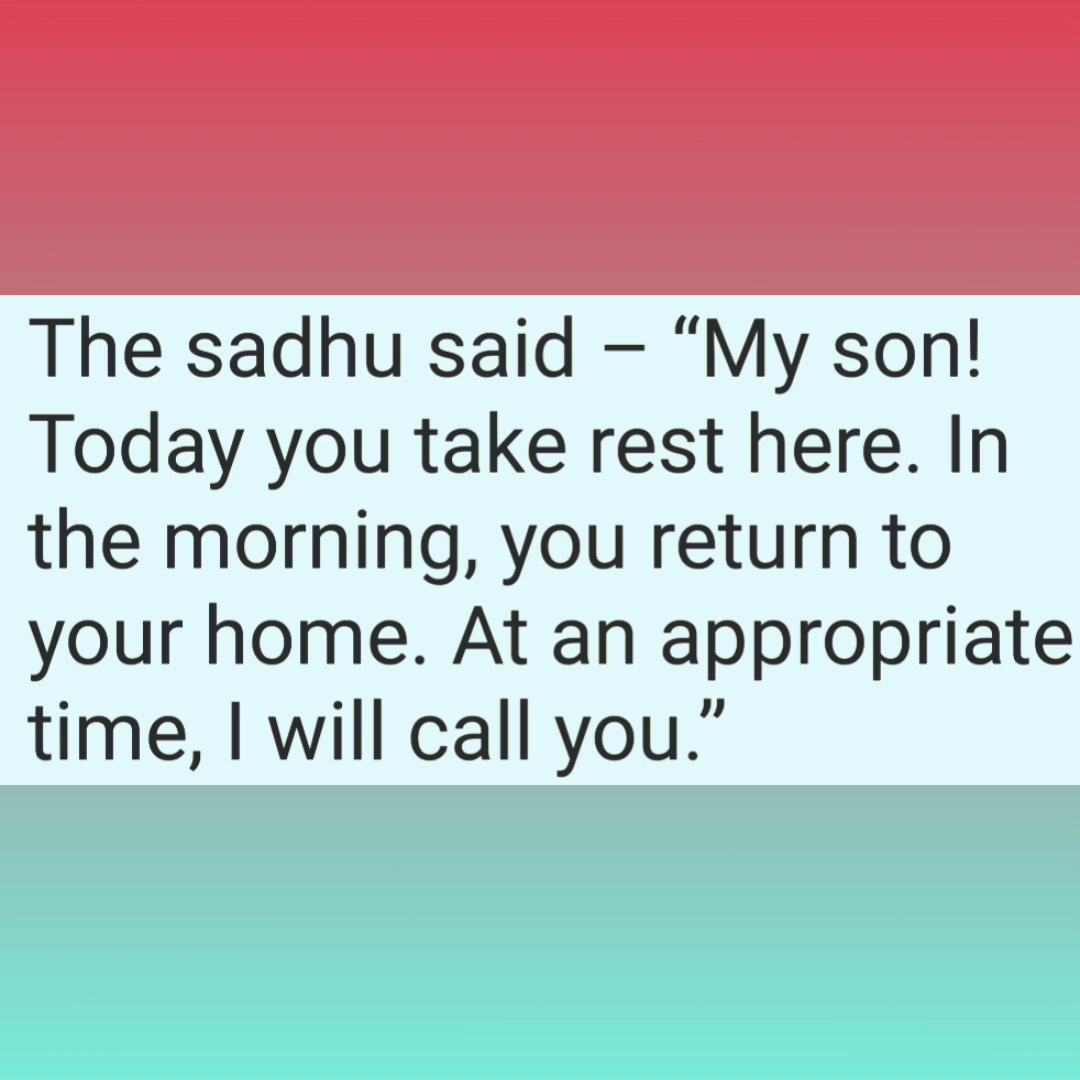 The sadhu said – “My son!
Today you take rest here. In
the morning, you return to
your home. At an appropriate
time, I will call you.”